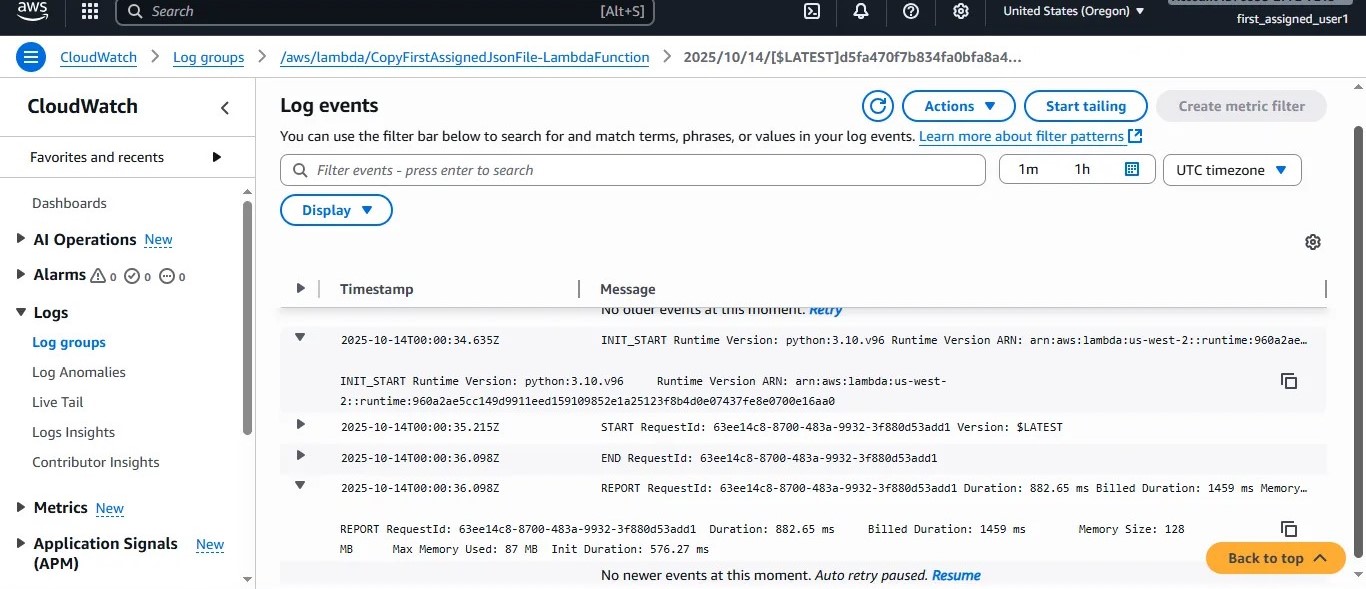 aws
Search [Alt+S]
United States (Oregon)
first_assigned_user1
CloudWatch
Log groups
/aws/lambda/CopyFirstAssignedJsonFile-LambdaFunction
2025/10/14/[$LATEST]d5fa470f7b834fa0bfa8a4...
CloudWatch
Favorites and recents
Dashboards
AI Operations New
Alarms 0 0 0
Logs
Log groups
Log Anomalies
Live Tail
Logs Insights
Contributor Insights
Metrics New
Application Signals New
(APM)
Log events
Actions
Start tailing
Create metric filter
You can use the filter bar below to search for and match terms, phrases, or values in your log events. Learn more about filter patterns
Filter events - press enter to search
1m 1h
UTC timezone
Display
Timestamp Message
No older events at this moment. Retry
2025-10-14T00:00:34.635Z INIT_START Runtime Version: python:3.10.v96 Runtime Version ARN: arn:aws:lambda:us-west-2::runtime:960a2ae…
INIT_START Runtime Version: python:3.10.v96 Runtime Version ARN: arn:aws:lambda:us-west-
2::runtime:960a2ae5cc149d9911eed159109852e1a25123f8b4d0e07437fe8e0700e16aa0
2025-10-14T00:00:35.215Z START RequestId: 63ee14c8-8700-483a-9932-3f880d53add1 Version: $LATEST
2025-10-14T00:00:36.098Z END RequestId: 63ee14c8-8700-483a-9932-3f880d53add1
2025-10-14T00:00:36.098Z REPORT RequestId: 63ee14c8-8700-483a-9932-3f880d53add1 Duration: 882.65 ms Billed Duration: 1459 ms Memory…
REPORT RequestId: 63ee14c8-8700-483a-9932-3f880d53add1 Duration: 882.65 ms Billed Duration: 1459 ms Memory Size: 128
MB Max Memory Used: 87 MB Init Duration: 576.27 ms
Back to top
No newer events at this moment. Auto retry paused. Resume